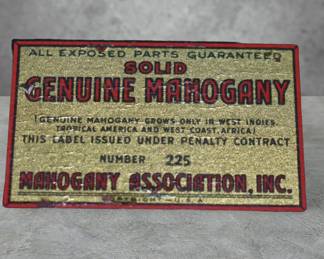 ALL EXPOSED PARTS GUARANTEED
SOLID
GENUINE MAHOGANY
(GENUINE MAHOGANY GROWS ONLY IN WEST INDIES,
TROPICAL AMERICA AND WEST COAST, AFRICA)
THIS LABEL ISSUED UNDER PENALTY CONTRACT
NUMBER 225
MAHOGANY ASSOCIATION, INC.
COPYRIGHT - U.S.A